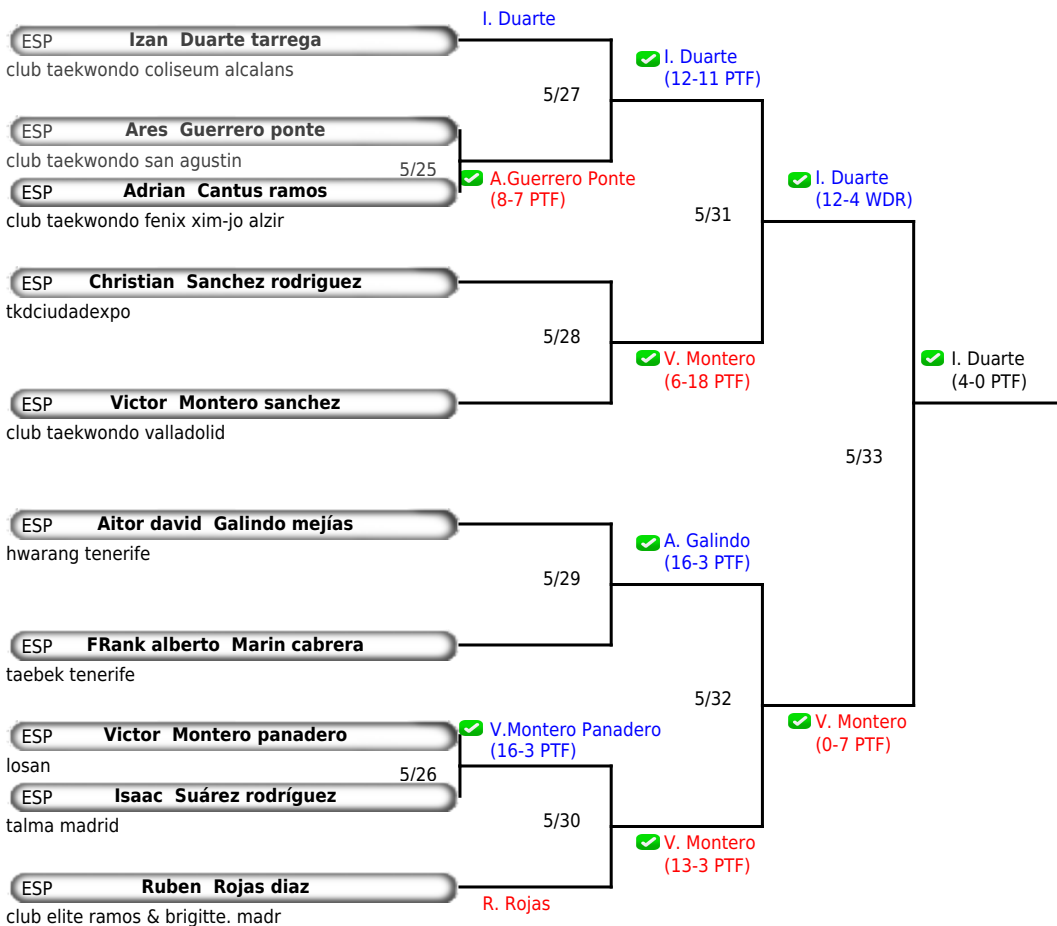 I. Duarte
ESP Izan Duarte tarrega
club taekwondo coliseum alcalans
I. Duarte
(12-11 PTF)
5/27
ESP Ares Guerrero ponte
club taekwondo san agustin
5/25
A.Guerrero Ponte
(8-7 PTF)
ESP Adrian Cantus ramos
club taekwondo fenix xim-jo alzir
I. Duarte
(12-4 WDR)
5/31
ESP Christian Sanchez rodriguez
tkdciudadexpo
5/28
V. Montero
(6-18 PTF)
I. Duarte
(4-0 PTF)
ESP Victor Montero sanchez
club taekwondo valladolid
5/33
ESP Aitor david Galindo mejías
hwarang tenerife
A. Galindo
(16-3 PTF)
5/29
ESP FRank alberto Marin cabrera
taebek tenerife
5/32
V. Montero
(0-7 PTF)
ESP Victor Montero panadero
losan
V.Montero Panadero
(16-3 PTF)
5/26
ESP Isaac Suárez rodríguez
talma madrid
5/30
V. Montero
(13-3 PTF)
ESP Ruben Rojas diaz
club elite ramos & brigitte. madr
R. Rojas